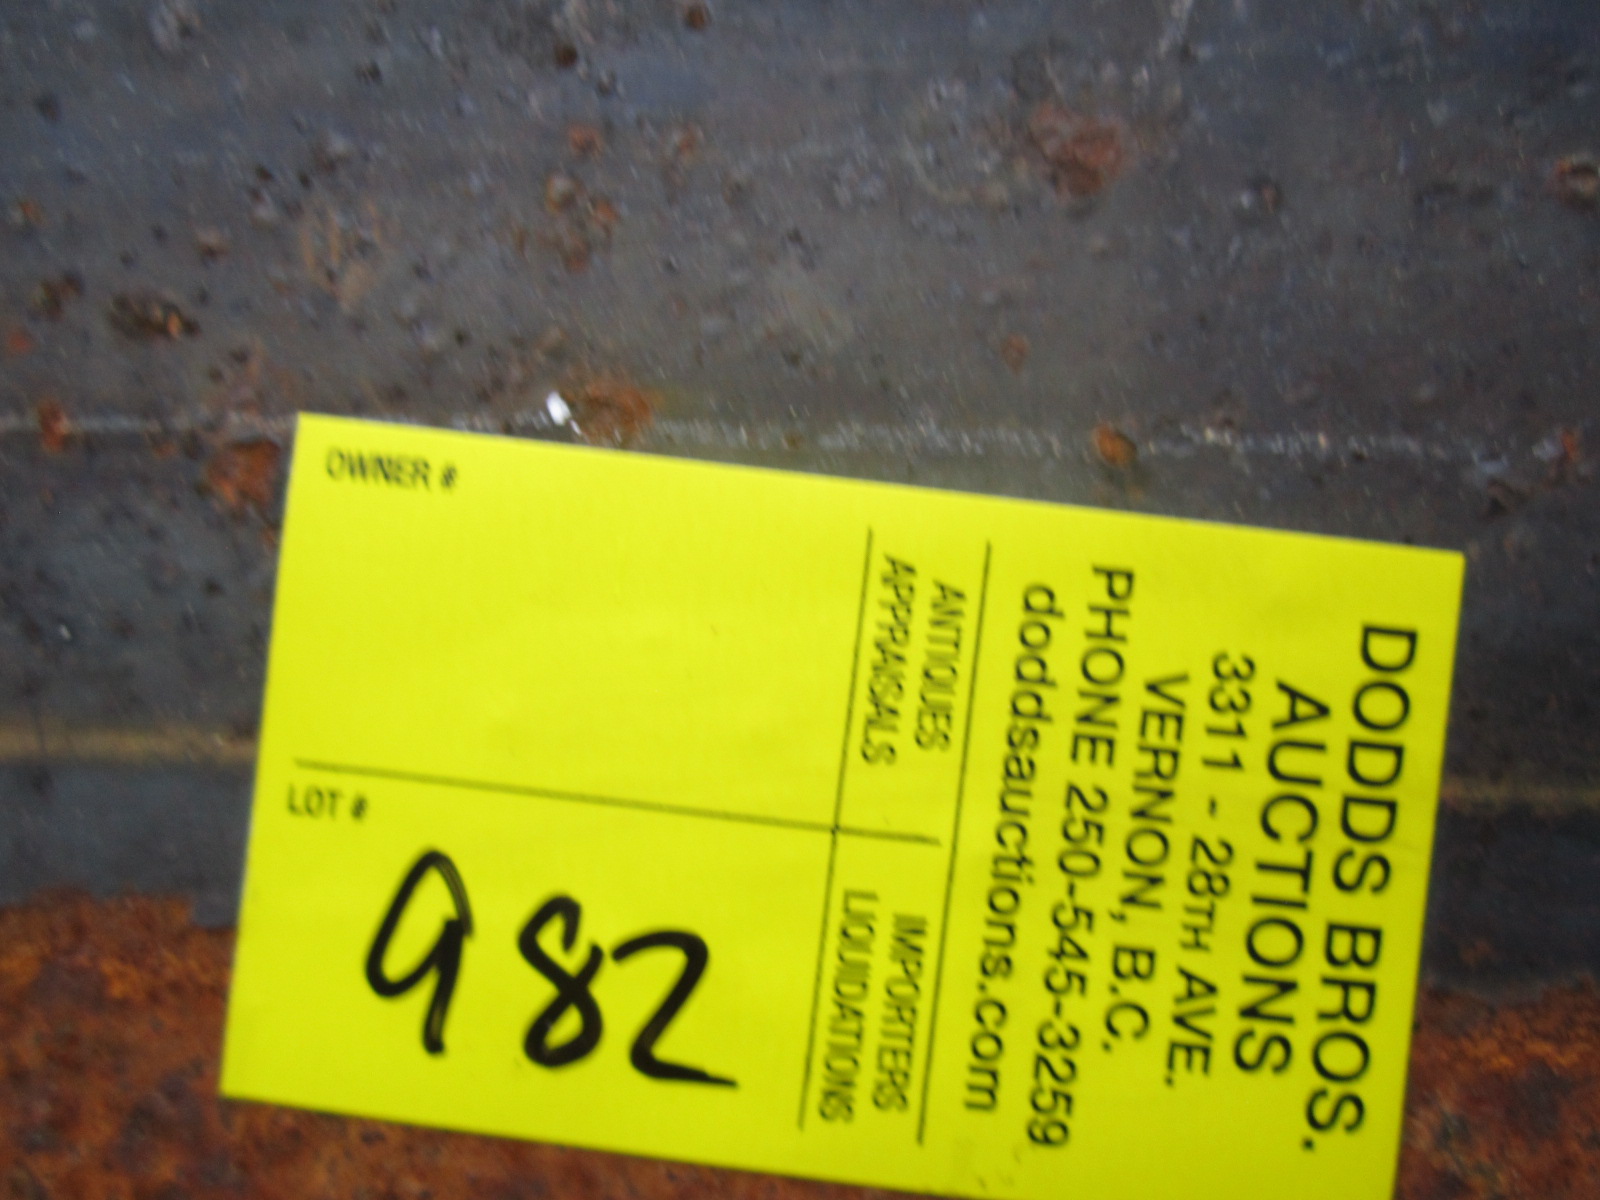 DODDS BROS.
AUCTIONS
3311 - 28TH AVE.
VERNON, B.C.
PHONE 250-545-3259
doddsauctions.com
ANTIQUES
APPRAISALS
IMPORTERS
LIQUIDATIONS
OWNER #
LOT #
982